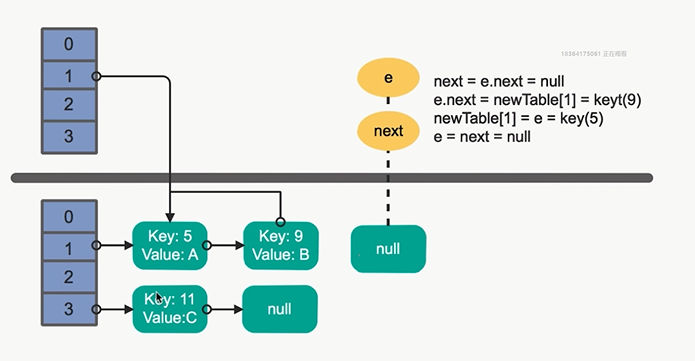 0
1
2
3
18364175061 正在观看
e
next
next = e.next = null
e.next = newTable[1] = keyt(9)
newTable[1] = e = key(5)
e = next = null
0
1
2
3
Key: 5
Value: A
Key: 9
Value: B
null
Key: 11
Value:C
null